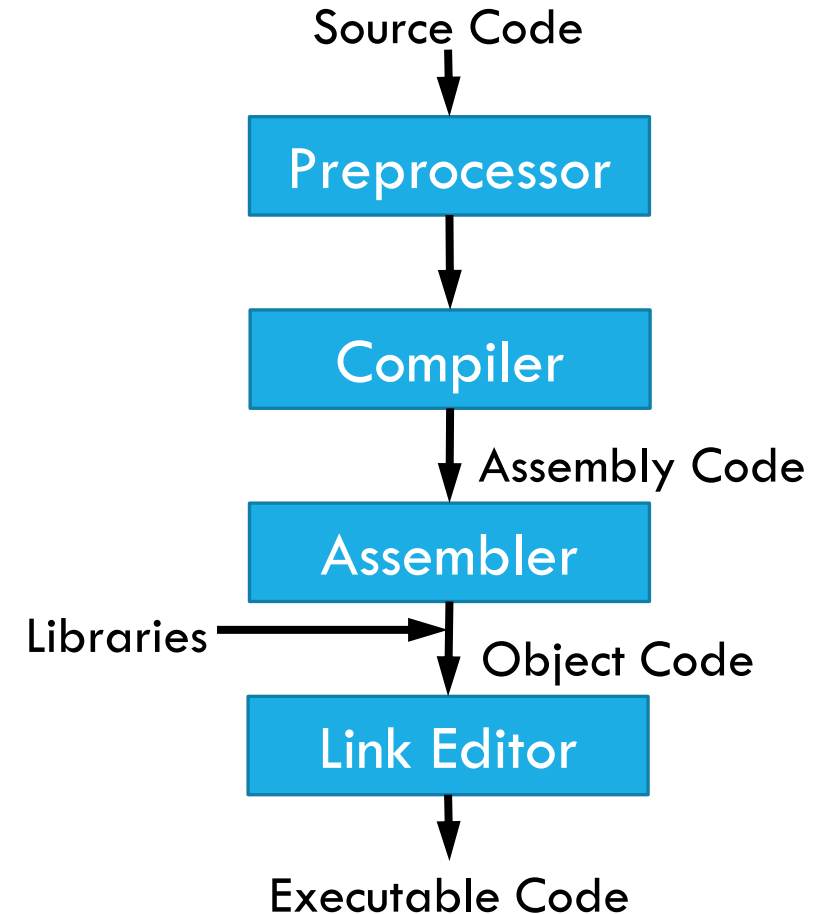 Source Code
Preprocessor
Compiler
Assembly Code
Assembler
Libraries
Object Code
Link Editor
Executable Code